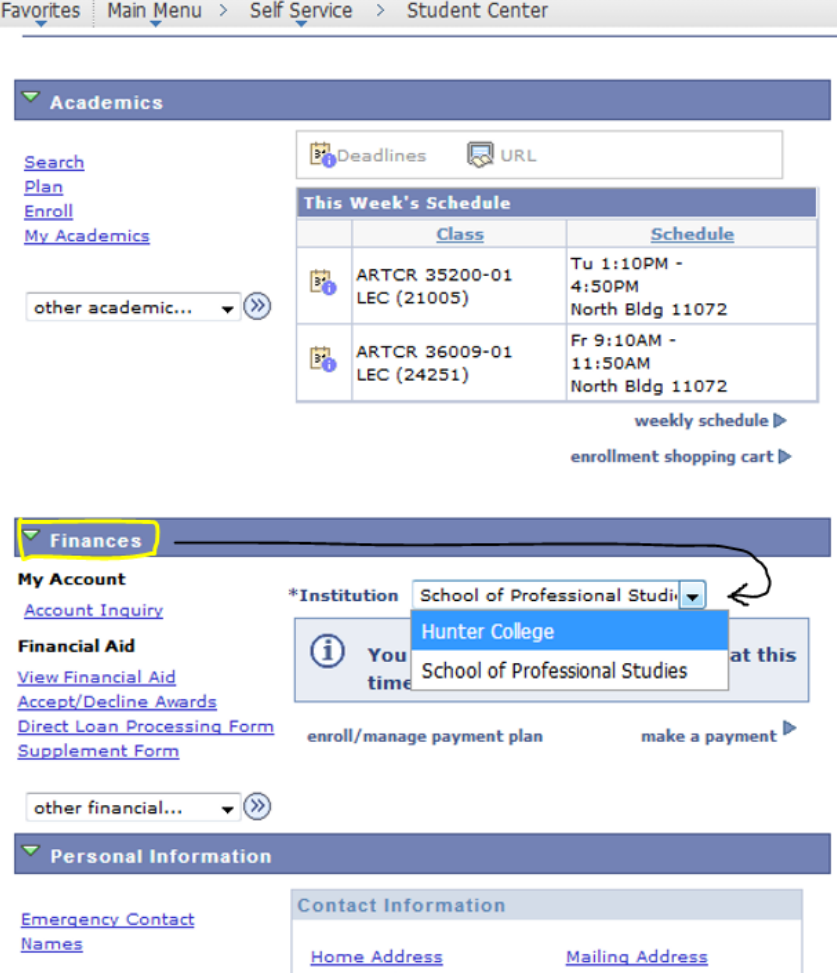 Favorites Main Menu > Self Service > Student Center
Academics
Search
Plan
Enroll
My Academics
other academic...
Deadlines URL
This Week's Schedule
Class Schedule
ARTCR 35200-01
LEC (21005)
Tu 1:10PM -
4:50PM
North Bldg 11072
ARTCR 36009-01
LEC (24251)
Fr 9:10AM -
11:50AM
North Bldg 11072
weekly schedule
enrollment shopping cart
Finances
My Account
Account Inquiry
Financial Aid
View Financial Aid
Accept/Decline Awards
Direct Loan Processing Form
Supplement Form
other financial...
*Institution School of Professional Studi
Hunter College
School of Professional Studies
You at this
time
enroll/manage payment plan make a payment
Personal Information
Emergency Contact
Names
Contact Information
Home Address Mailing Address